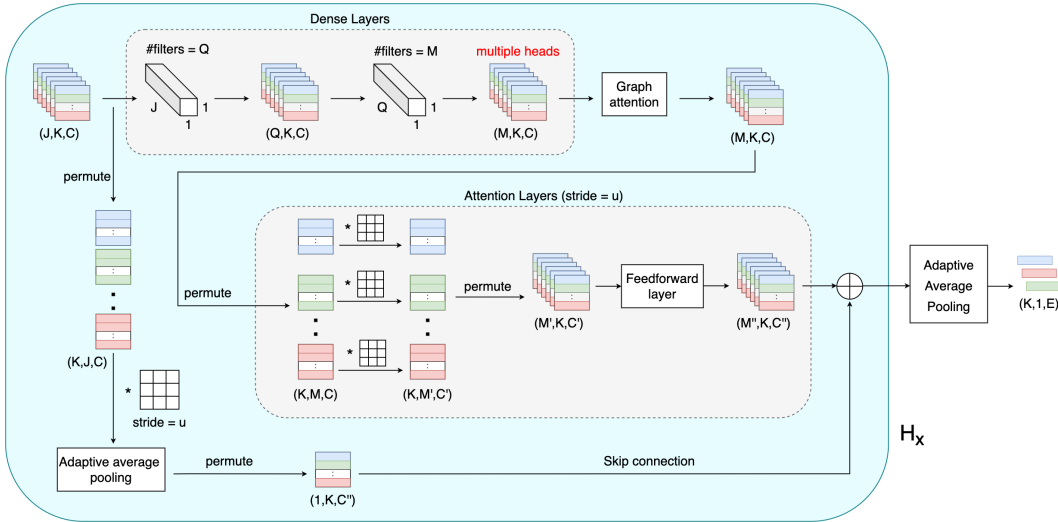 Dense Layers
#filters = Q
#filters = M
multiple heads
J
1
1
Q
1
1
Graph
attention
(J,K,C)
(Q,K,C)
(M,K,C)
(M,K,C)
permute
Attention Layers (stride = u)
:
:
:
*
:
:
:
permute
:
*
:
permute
Feedforward
layer
:
*
:
(M',K,C')
(M'',K,C'')
Adaptive
Average
Pooling
(K,1,E)
(K,J,C)
(K,M,C)
(K,M',C')
*
stride = u
Adaptive average
pooling
permute
:
(1,K,C'')
Skip connection
Hx